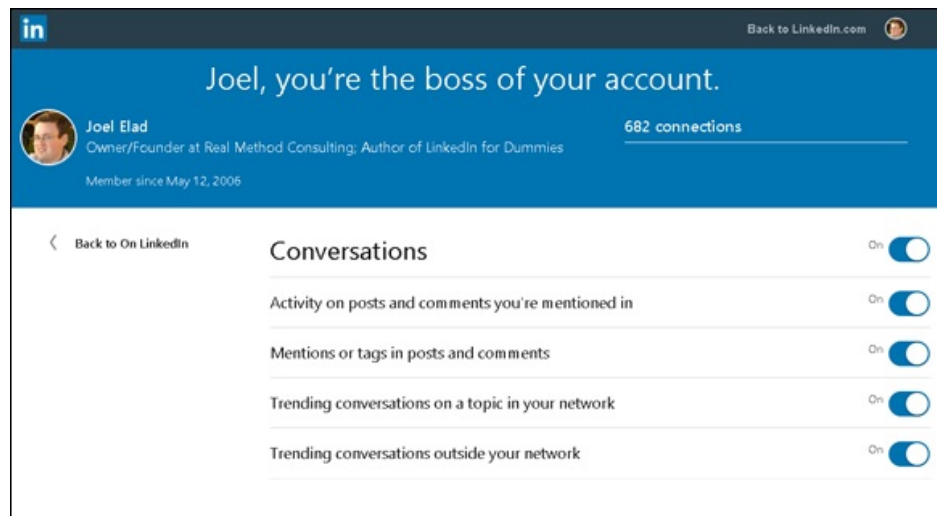 in
Back to LinkedIn.com
Joel, you're the boss of your account.
Joel Elad
Owner/Founder at Real Method Consulting; Author of LinkedIn for Dummies
Member since May 12, 2006
682 connections
Back to On LinkedIn
Conversations
On
Activity on posts and comments you're mentioned in
On
Mentions or tags in posts and comments
On
Trending conversations on a topic in your network
On
Trending conversations outside your network
On